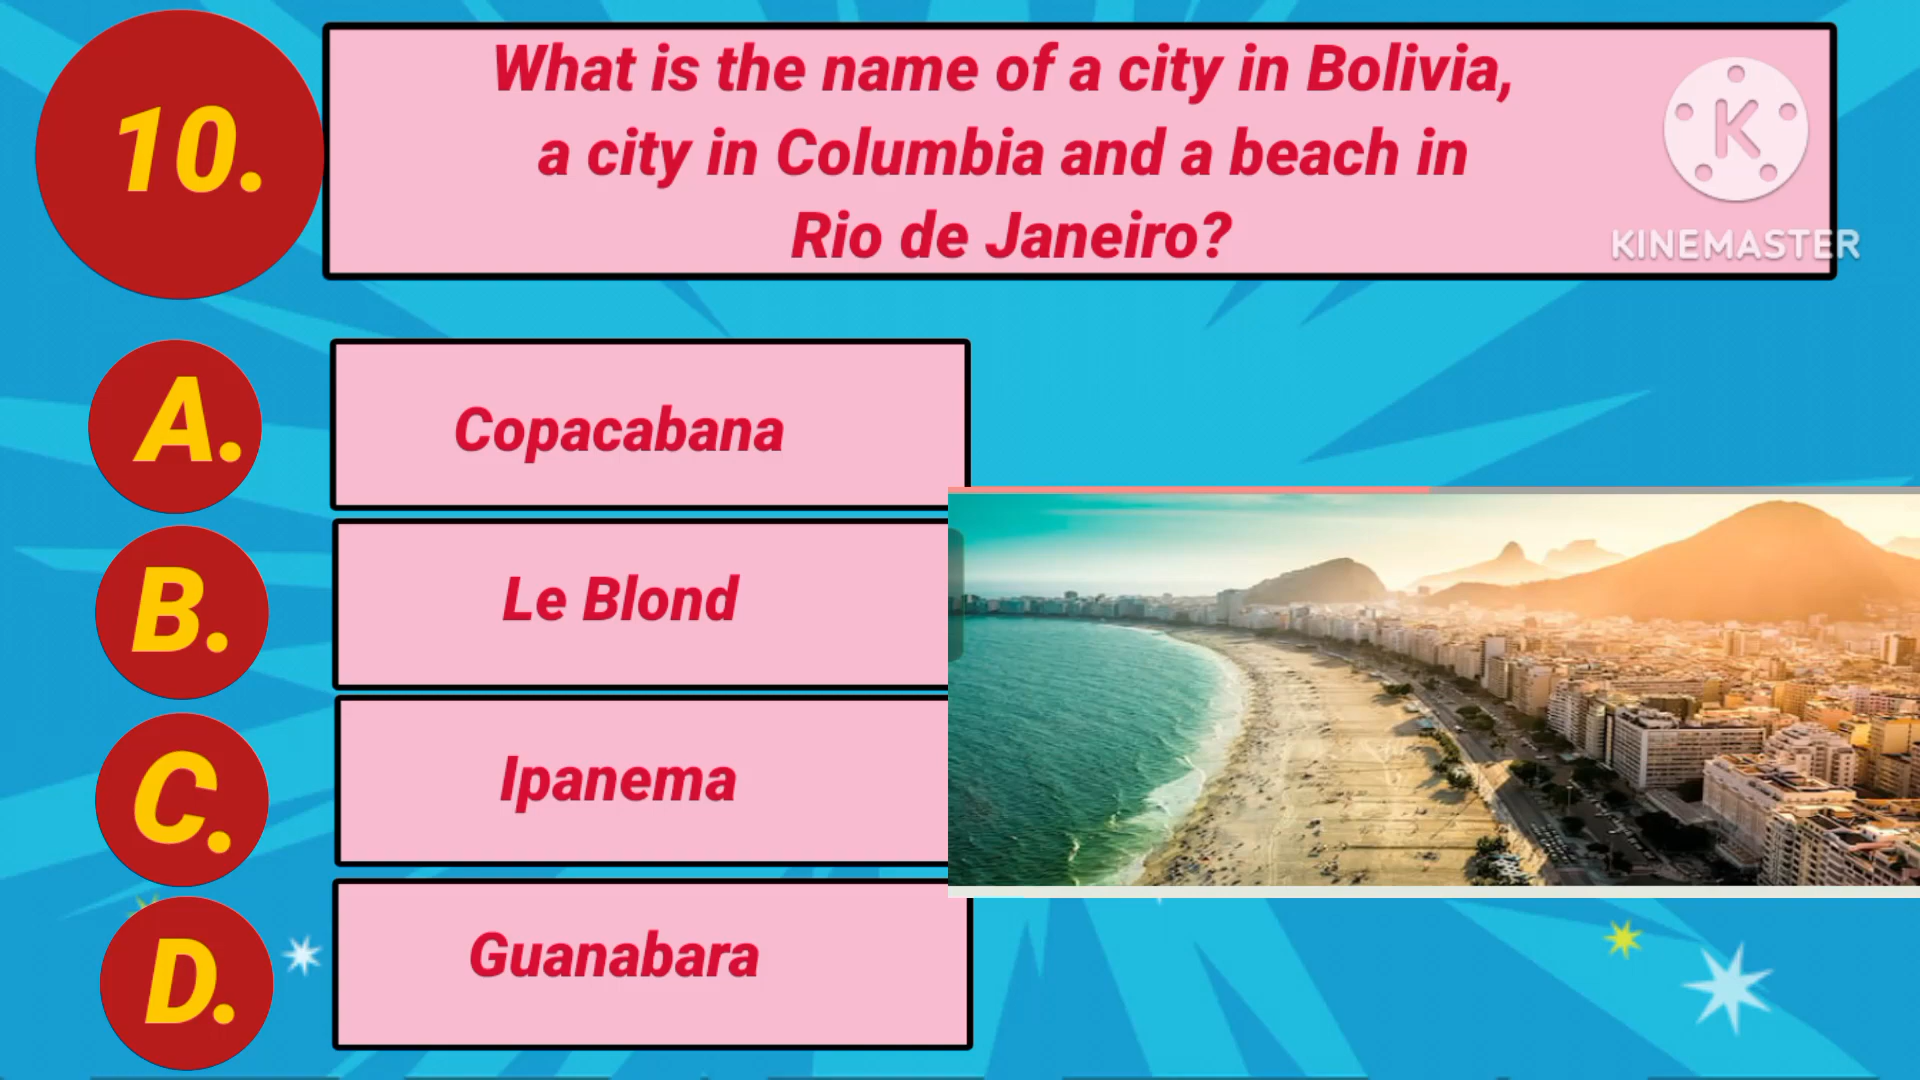 10.
What is the name of a city in Bolivia,
a city in Columbia and a beach in
Rio de Janeiro?
K
KINEMASTER
A.
Copacabana
B.
Le Blond
C.
Ipanema
D.
Guanabara